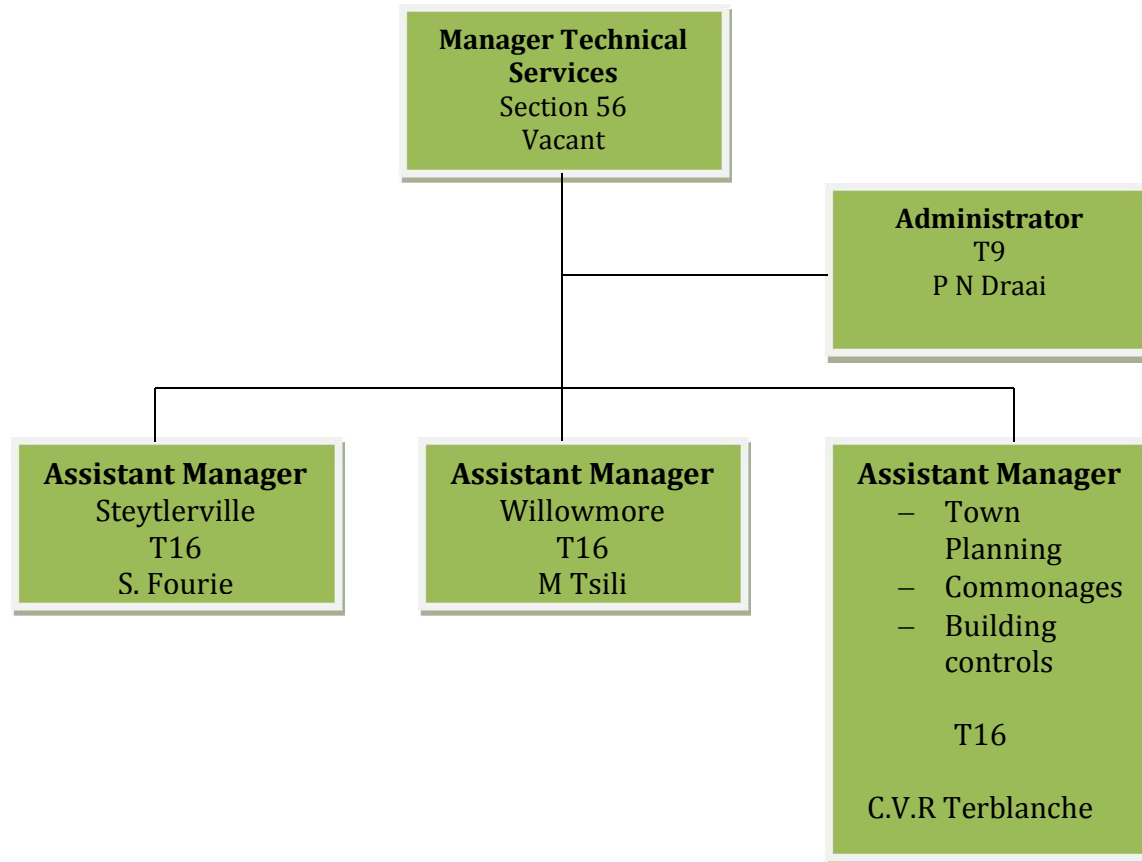 Manager Technical
Services
Section 56
Vacant
Administrator
T9
P N Draai
Assistant Manager
Steytlerville
T16
S. Fourie
Assistant Manager
Willowmore
T16
M Tsili
Assistant Manager
– Town
Planning
– Commonages
– Building
controls
T16
C.V.R Terblanche